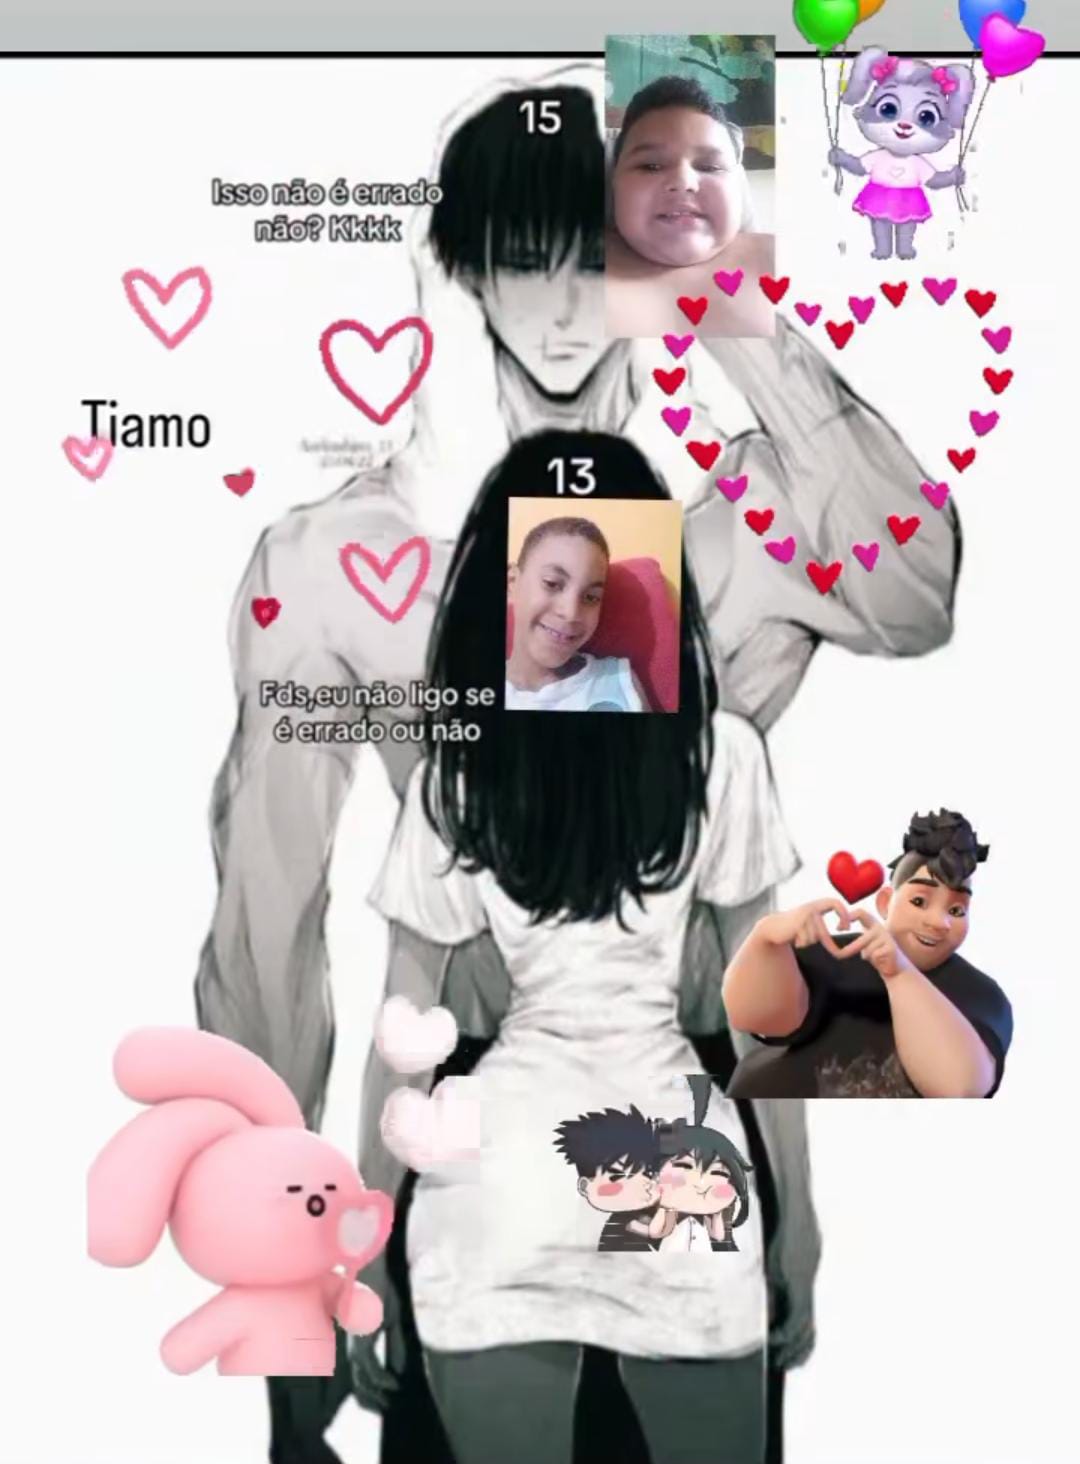 15
Isso não é errado
não? Kkkk
Tiamo
13
Fds,eu não ligo se
é errado ou não